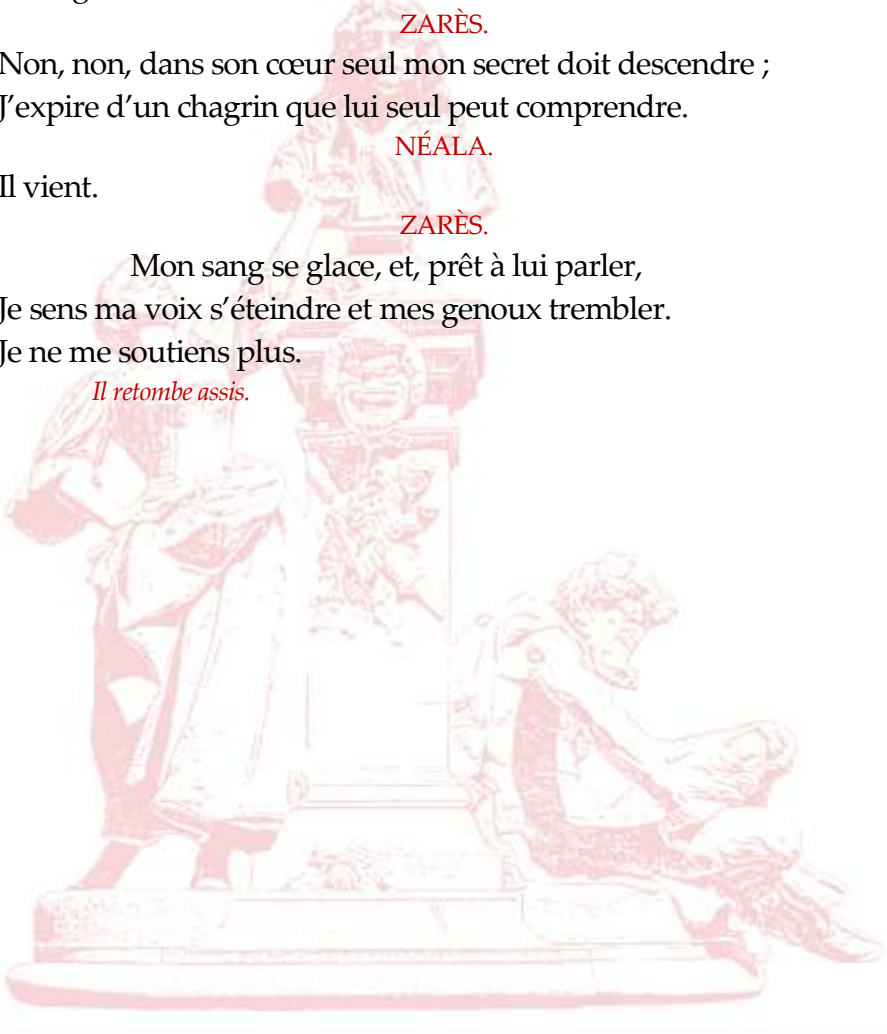 ZARÈS.
Non, non, dans son cœur seul mon secret doit descendre ;
J’expire d’un chagrin que lui seul peut comprendre.
NÉALA.
Il vient.
ZARÈS.
Mon sang se glace, et, prêt à lui parler,
Je sens ma voix s’éteindre et mes genoux trembler.
Je ne me soutiens plus.
Il retombe assis.